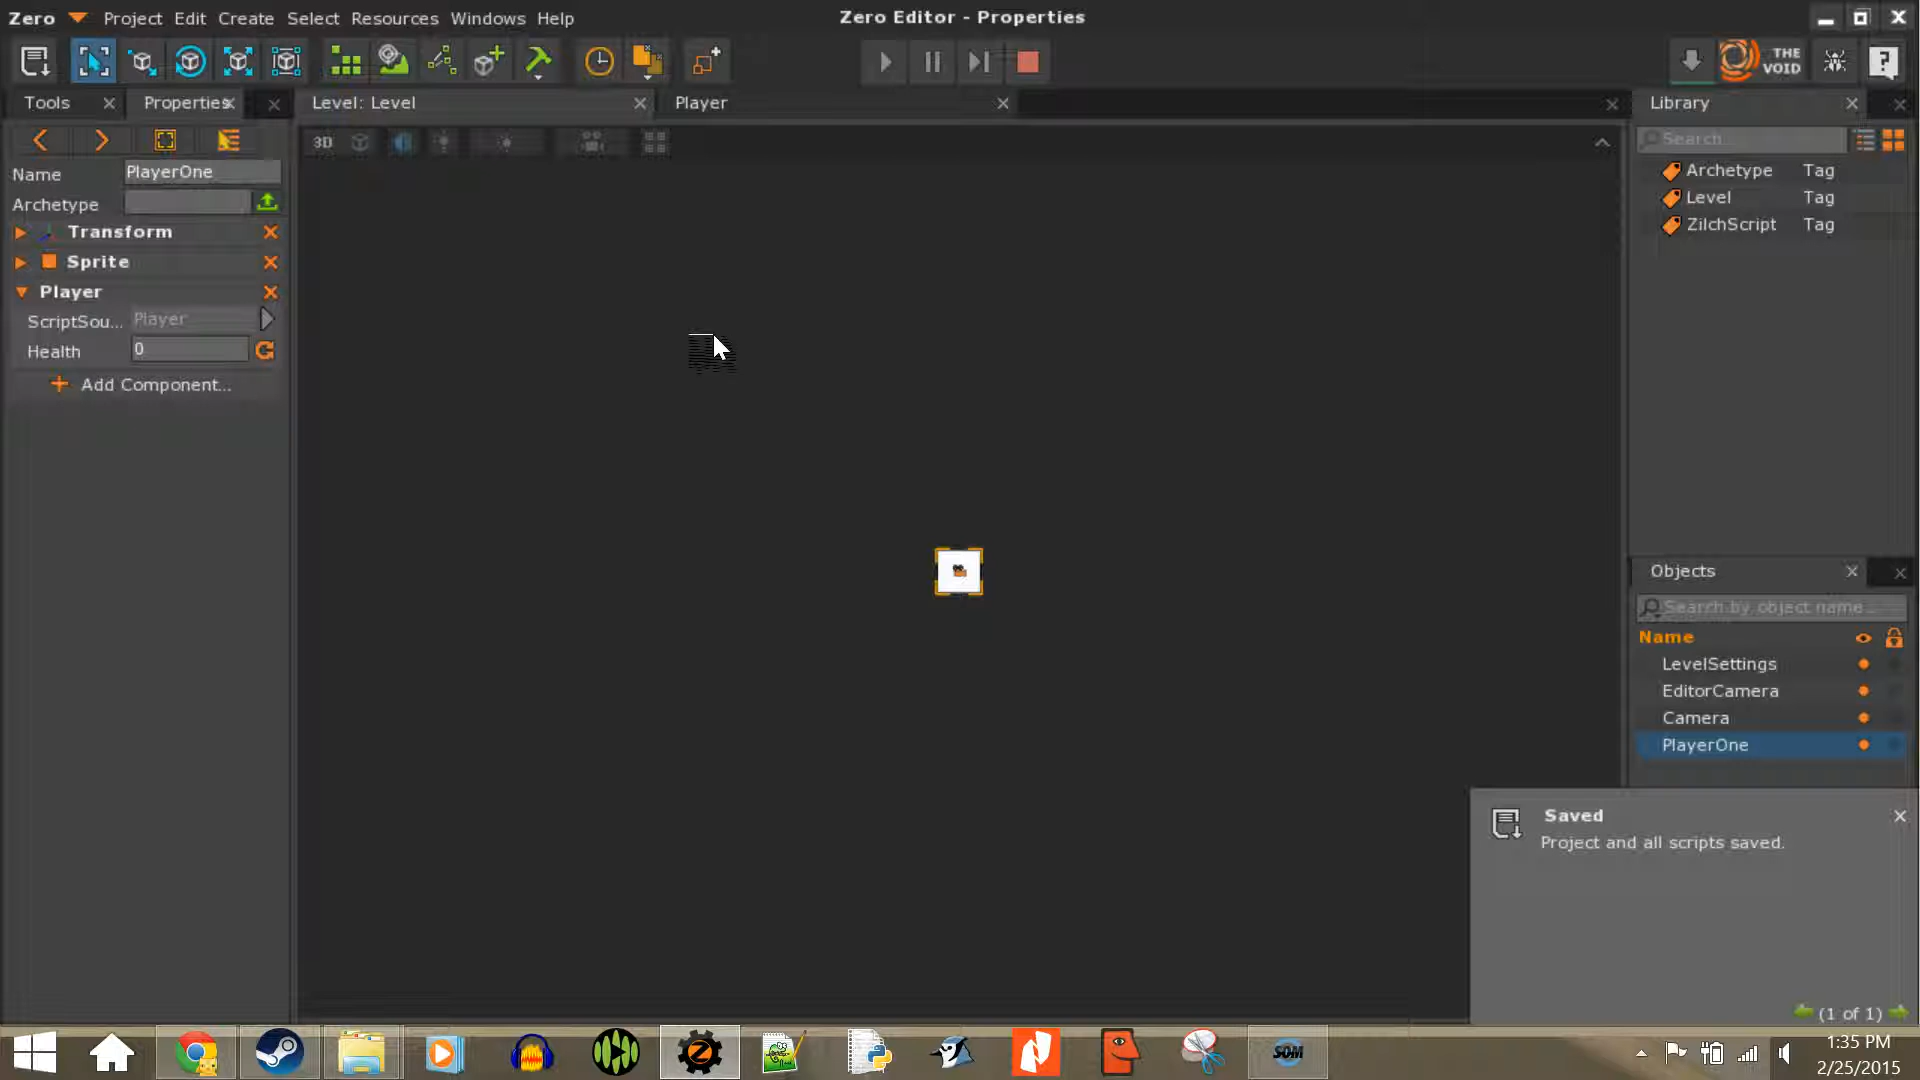 Zero Project Edit Create Select Resources Windows Help
Zero Editor - Properties
THE
VOID
Tools Properties
Level: Level
Player
Library
3D
Search...
Name PlayerOne
Archetype
Transform
Sprite
Player
ScriptSou... Player
Health 0
Add Component...
Archetype Tag
Level Tag
ZilchScript Tag
Objects
Search by object name...
Name
LevelSettings
EditorCamera
Camera
PlayerOne
Saved
Project and all scripts saved.
(1 of 1)
SOM
1:35 PM
2/25/2015